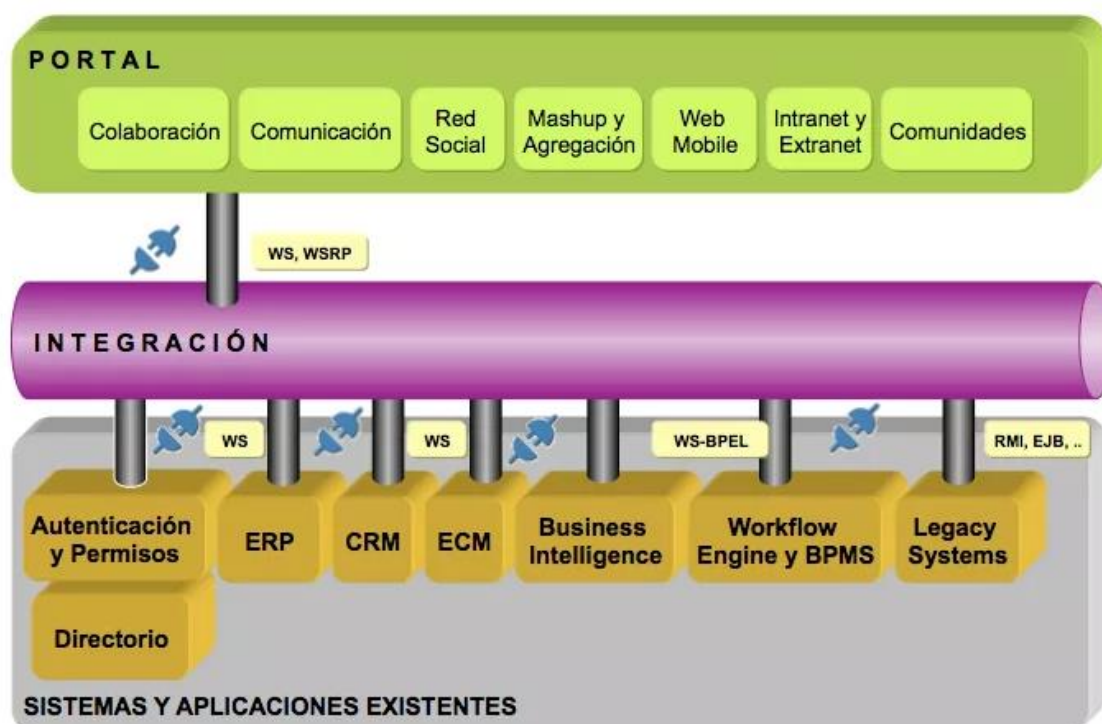 PORTAL
Colaboración
Comunicación
Red
Social
Mashup y
Agregación
Web
Mobile
Intranet y
Extranet
Comunidades
WS, WSRP
INTEGRACIÓN
WS
WS
WS-BPEL
RMI, EJB, ..
Autenticación
y Permisos
ERP
CRM
ECM
Business
Intelligence
Workflow
Engine y BPMS
Legacy
Systems
Directorio
SISTEMAS Y APLICACIONES EXISTENTES